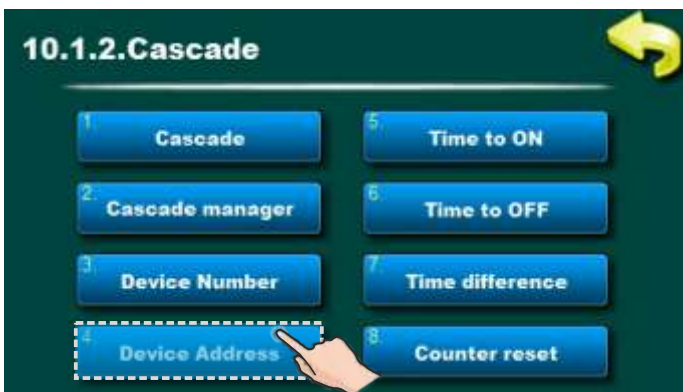 10.1.2.Cascade
1. Cascade
2. Cascade manager
3. Device Number
4. Device Address
5. Time to ON
6. Time to OFF
7. Time difference
8. Counter reset